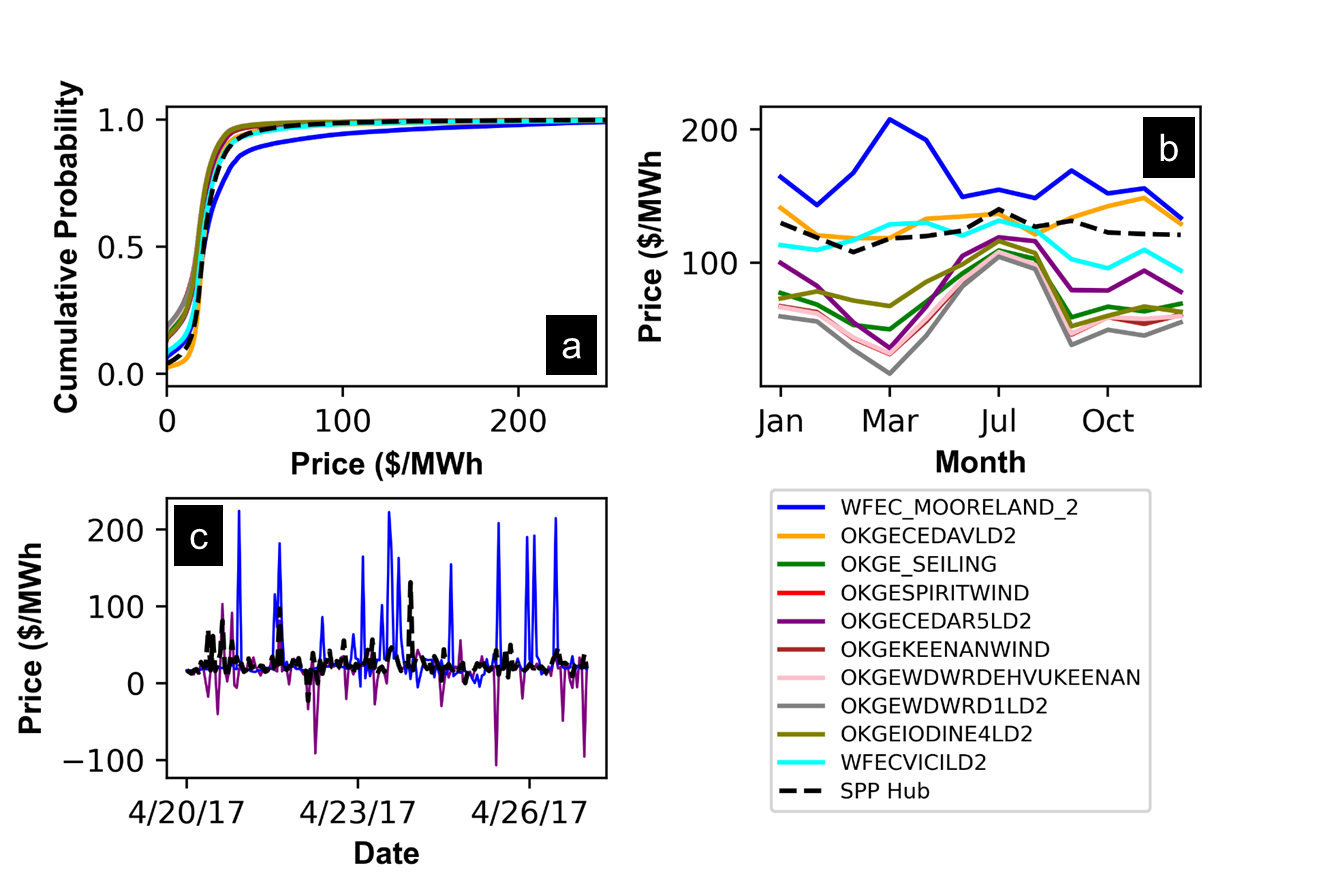 Cumulative Probability
1.0
0.5
0.0
a
0 100 200
Price ($/MWh
Price ($/MWh
200
100
b
Jan Mar Jul Oct
Month
Price ($/MWh
200
100
0
−100
c
4/20/17 4/23/17 4/26/17
Date
WFEC_MOORELAND_2
OKGECEDAVLD2
OKGE_SEILING
OKGESPIRITWIND
OKGECEDAR5LD2
OKGEKEENANWIND
OKGEWDWRDEHVUKEENAN
OKGEWDWRD1LD2
OKGEIODINE4LD2
WFECVICILD2
SPP Hub